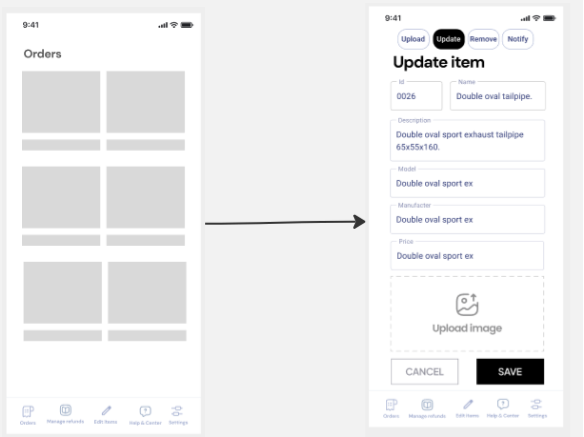 9:41
Orders
Orders
Manage refunds
Edit Items
Help & Center
Settings
9:41
Upload
Update
Remove
Notify
Update item
Id
0026
Name
Double oval tailpipe.
Description
Double oval sport exhaust tailpipe
65x55x160.
Model
Double oval sport ex
Manufacter
Double oval sport ex
Price
Double oval sport ex
Upload image
CANCEL
SAVE
Orders
Manage refunds
Edit Items
Help & Center
Settings